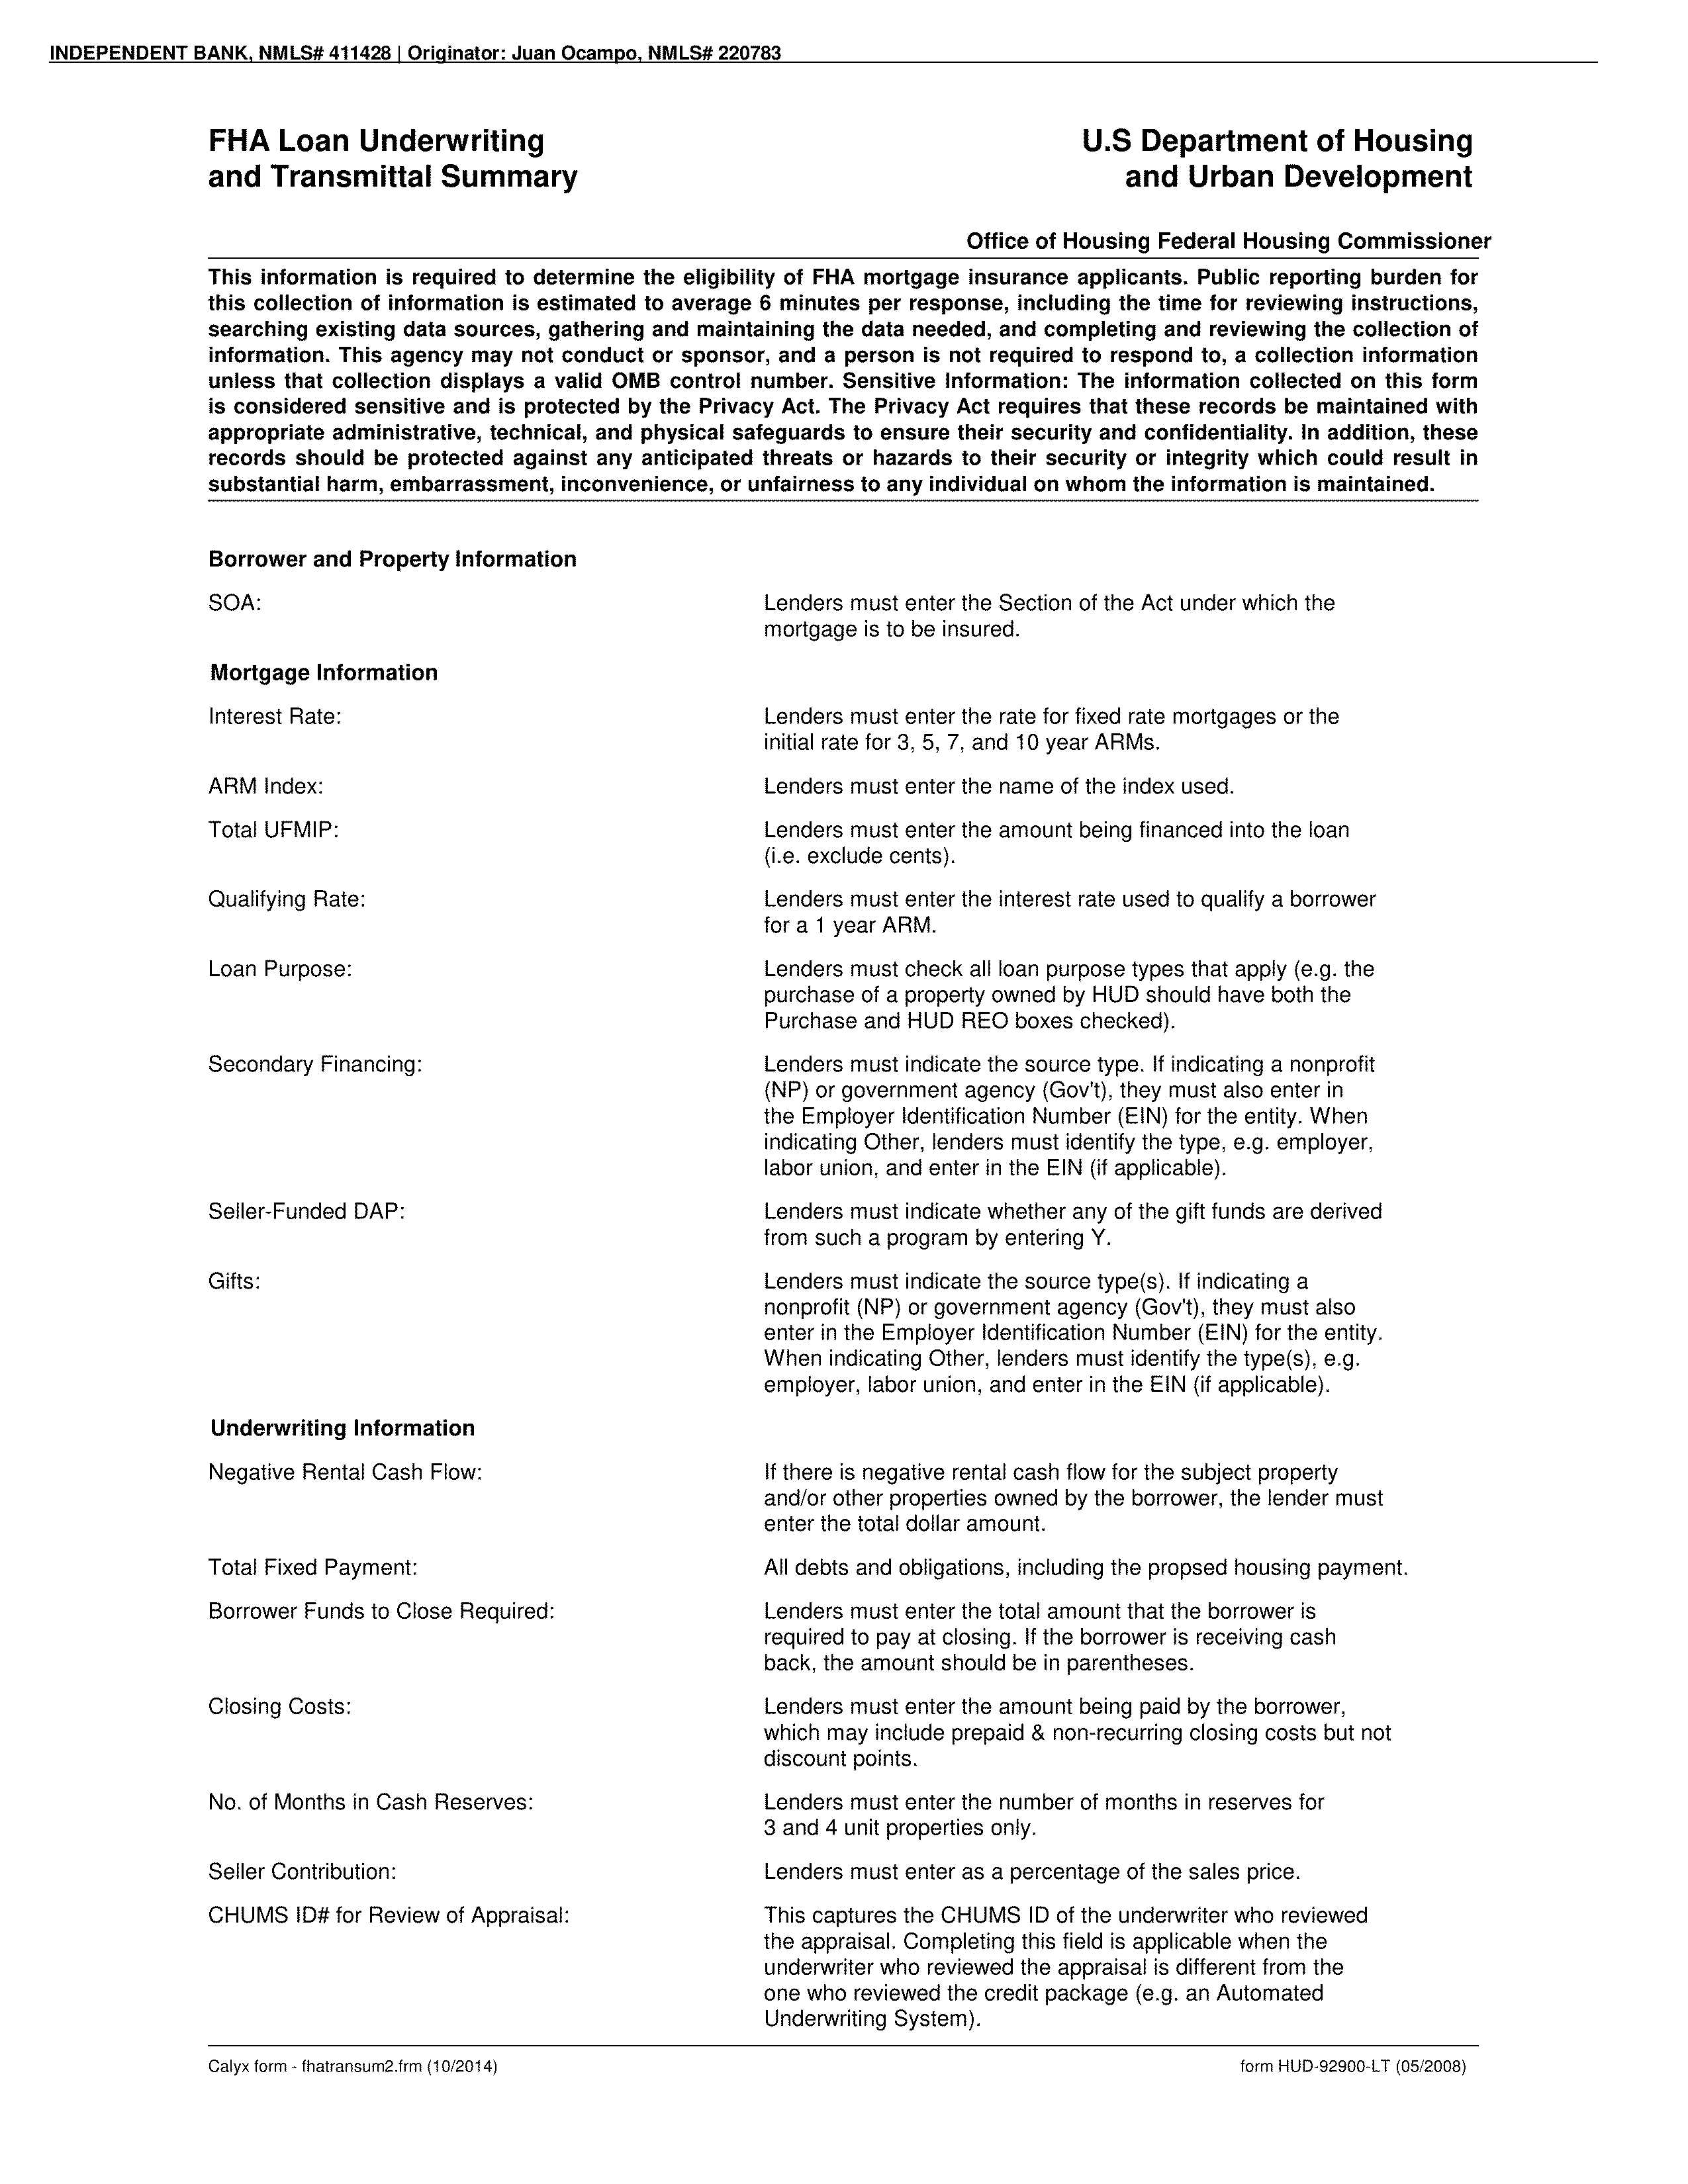 INDEPENDENT BANK, NMLS# 411428 | Originator: Juan Ocampo, NMLS# 220783
FHA Loan Underwriting
and Transmittal Summary
U.S Department of Housing
and Urban Development
Office of Housing Federal Housing Commissioner
This information is required to determine the eligibility of FHA mortgage insurance applicants. Public reporting burden for
this collection of information is estimated to average 6 minutes per response, including the time for reviewing instructions,
searching existing data sources, gathering and maintaining the data needed, and completing and reviewing the collection of
information. This agency may not conduct or sponsor, and a person is not required to respond to, a collection information
unless that collection displays a valid OMB control number. Sensitive Information: The information collected on this form
is considered sensitive and is protected by the Privacy Act. The Privacy Act requires that these records be maintained with
appropriate administrative, technical, and physical safeguards to ensure their security and confidentiality. In addition, these
records should be protected against any anticipated threats or hazards to their security or integrity which could result in
substantial harm, embarrassment, inconvenience, or unfairness to any individual on whom the information is maintained.
Borrower and Property Information
SOA:
Lenders must enter the Section of the Act under which the
mortgage is to be insured.
Mortgage Information
Interest Rate:
Lenders must enter the rate for fixed rate mortgages or the
initial rate for 3, 5, 7, and 10 year ARMs.
ARM Index:
Lenders must enter the name of the index used.
Total UFMIP:
Lenders must enter the amount being financed into the loan
(i.e. exclude cents).
Qualifying Rate:
Lenders must enter the interest rate used to qualify a borrower
for a 1 year ARM.
Loan Purpose:
Lenders must check all loan purpose types that apply (e.g. the
purchase of a property owned by HUD should have both the
Purchase and HUD REO boxes checked).
Secondary Financing:
Lenders must indicate the source type. If indicating a nonprofit
(NP) or government agency (Gov't), they must also enter in
the Employer Identification Number (EIN) for the entity. When
indicating Other, lenders must identify the type, e.g. employer,
labor union, and enter in the EIN (if applicable).
Seller-Funded DAP:
Lenders must indicate whether any of the gift funds are derived
from such a program by entering Y.
Gifts:
Lenders must indicate the source type(s). If indicating a
nonprofit (NP) or government agency (Gov't), they must also
enter in the Employer Identification Number (EIN) for the entity.
When indicating Other, lenders must identify the type(s), e.g.
employer, labor union, and enter in the EIN (if applicable).
Underwriting Information
Negative Rental Cash Flow:
If there is negative rental cash flow for the subject property
and/or other properties owned by the borrower, the lender must
enter the total dollar amount.
Total Fixed Payment:
All debts and obligations, including the propsed housing payment.
Borrower Funds to Close Required:
Lenders must enter the total amount that the borrower is
required to pay at closing. If the borrower is receiving cash
back, the amount should be in parentheses.
Closing Costs:
Lenders must enter the amount being paid by the borrower,
which may include prepaid & non-recurring closing costs but not
discount points.
No. of Months in Cash Reserves:
Lenders must enter the number of months in reserves for
3 and 4 unit properties only.
Seller Contribution:
Lenders must enter as a percentage of the sales price.
CHUMS ID# for Review of Appraisal:
This captures the CHUMS ID of the underwriter who reviewed
the appraisal. Completing this field is applicable when the
underwriter who reviewed the appraisal is different from the
one who reviewed the credit package (e.g. an Automated
Underwriting System).
Calyx form - fhatransum2.frm (10/2014)
form HUD-92900-LT (05/2008)